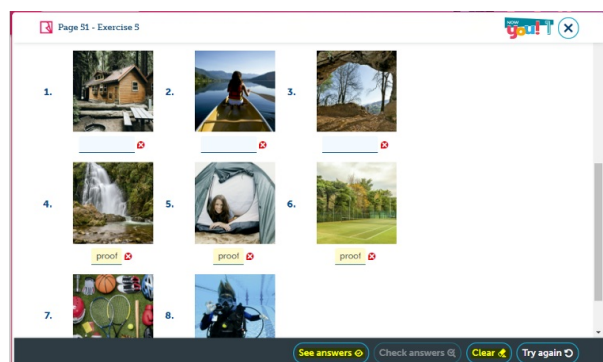 Page 51 - Exercise 5
NOW
you!
1.
2.
3.
4.
5.
6.
proof
proof
proof
7.
8.
See answers
Check answers
Clear
Try again